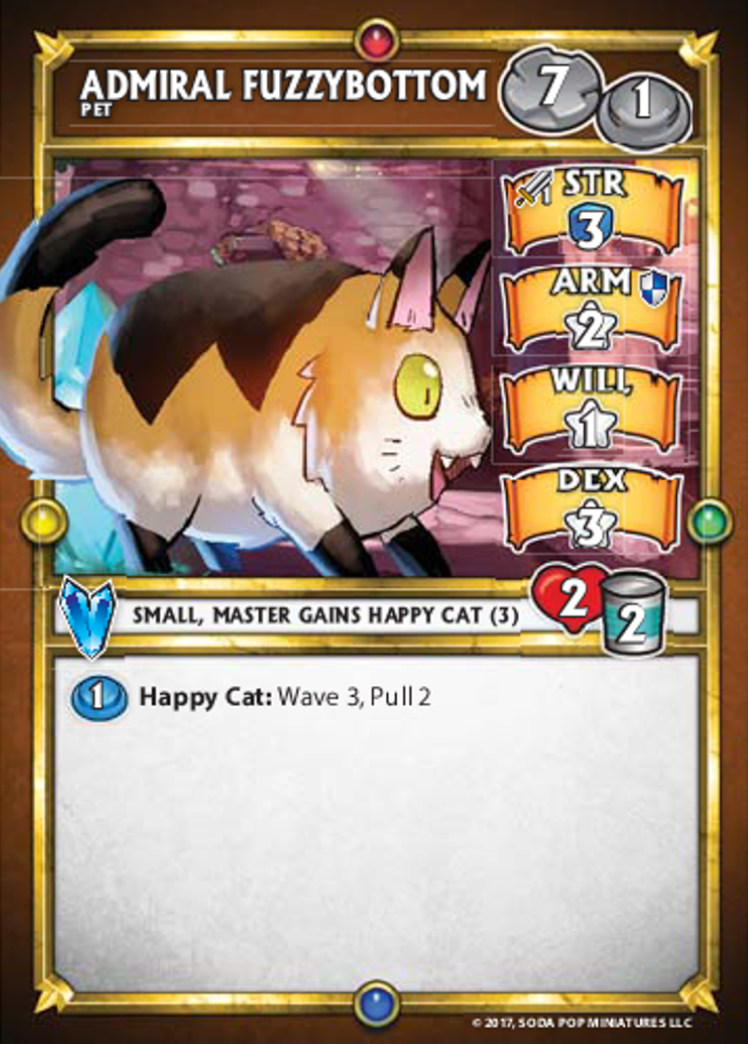 ADMIRAL FUZZYBOTTOM
PET
7
1
STR
3
ARM
2
WILL
1
DEX
3
SMALL, MASTER GAINS HAPPY CAT (3)
2
2
1 Happy Cat: Wave 3, Pull 2
© 2017, SODA POP MINIATURES LLC